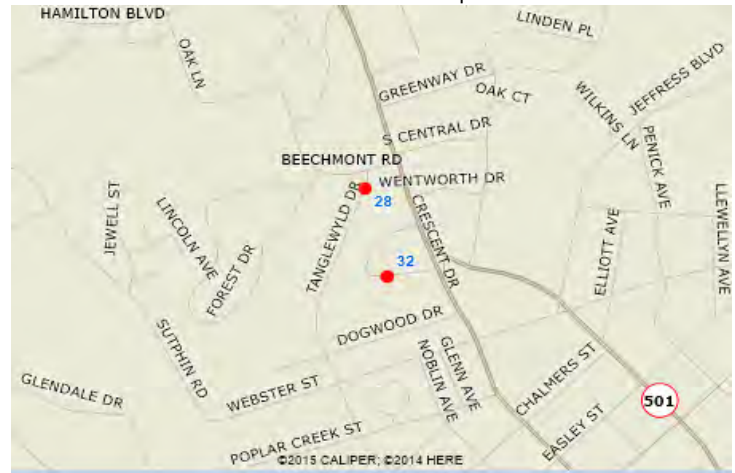 HAMILTON BLVD
LINDEN PL
OAK LN
GREENWAY DR
OAK CT
WILKINS LN
JEFFRESS BLVD
S CENTRAL DR
PENICK AVE
BEECHMONT RD
WENTWORTH DR
28
JEWELL ST
LINCOLN AVE
FOREST DR
TANGLEWYLD DR
CRESCENT DR
ELLIOTT AVE
LLEWELLYN AVE
32
DOGWOOD DR
SUTPHIN RD
GLENN AVE
NOBLIN AVE
CHALMERS ST
GLENDALE DR
WEBSTER ST
501
EASLEY ST
POPLAR CREEK ST
©2015 CALIPER; ©2014 HERE